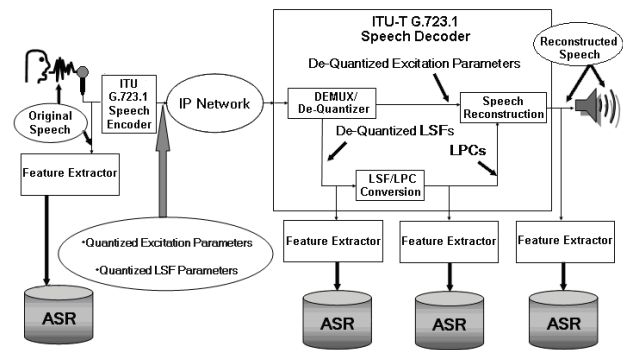 ITU-T G.723.1
Speech Decoder
Reconstructed
Speech
De-Quantized Excitation Parameters
ITU
G.723.1
Speech
Encoder
IP Network
DEMUX/
De-Quantizer
Speech
Reconstruction
Original
Speech
De-Quantized LSFs
LPCs
Feature Extractor
LSF/LPC
Conversion
•Quantized Excitation Parameters
•Quantized LSF Parameters
Feature Extractor
Feature Extractor
Feature Extractor
ASR
ASR
ASR
ASR